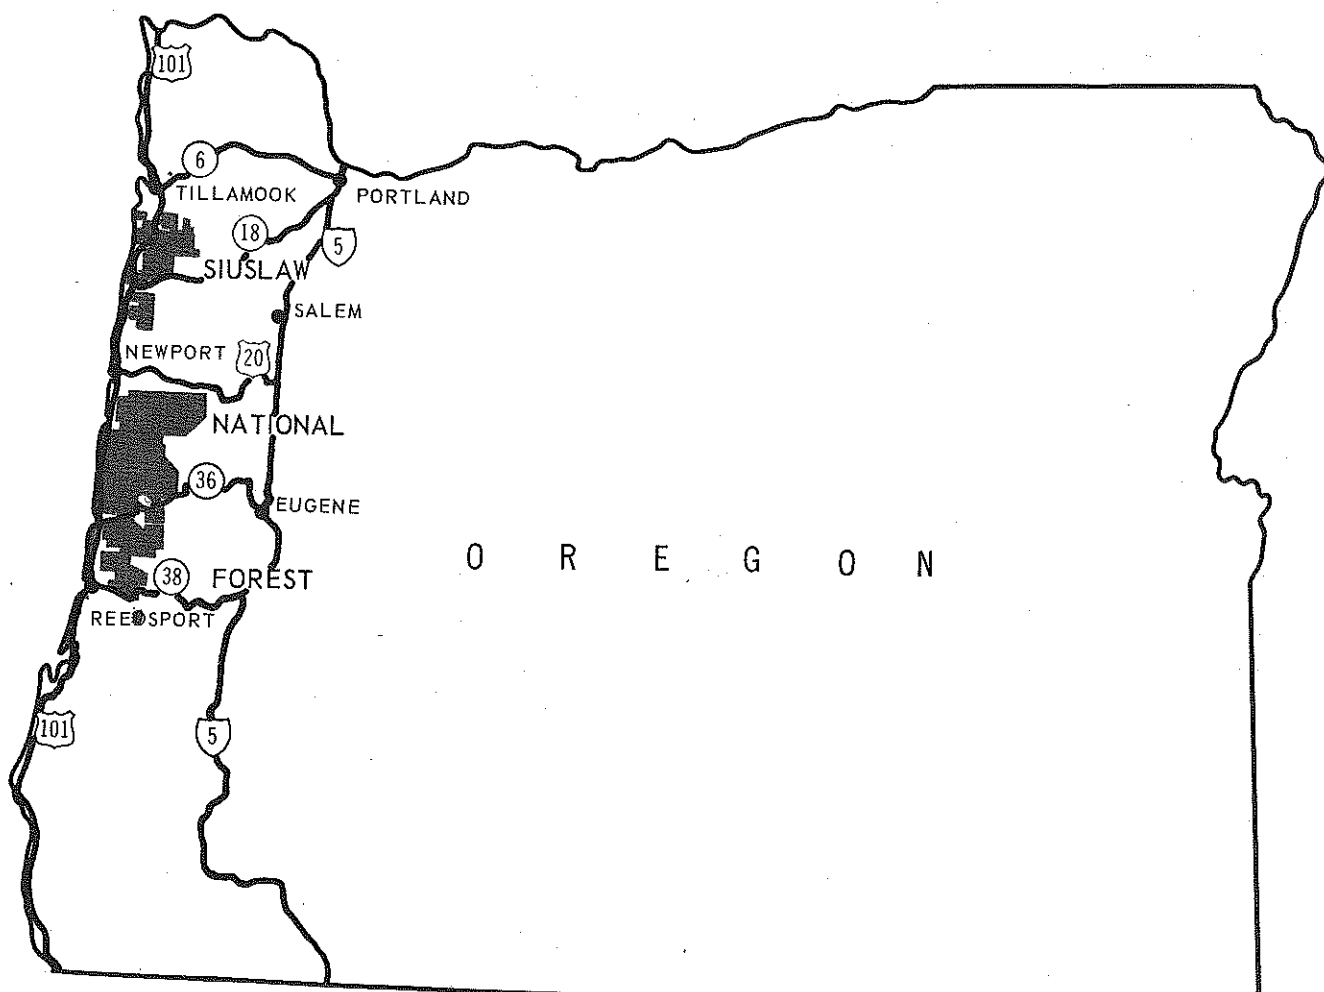 101
6
TILLAMOOK
PORTLAND
18
5
SIUSLAW
SALEM
NEWPORT
20
NATIONAL
36
EUGENE
O R E G O N
38
FOREST
REEDSPORT
101
5